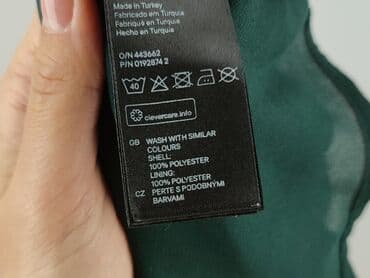 Made in Turkey
Fabricado em Turquia
Fabriqué en Turquie
Hecho en Turquía
O/N 443662
P/N 0192874 2
40
clevercare.info
GB WASH WITH SIMILAR
COLOURS
SHELL:
100% POLYESTER
LINING:
100% POLYESTER
CZ PERTE S PODOBNÝMI
BARVAMI